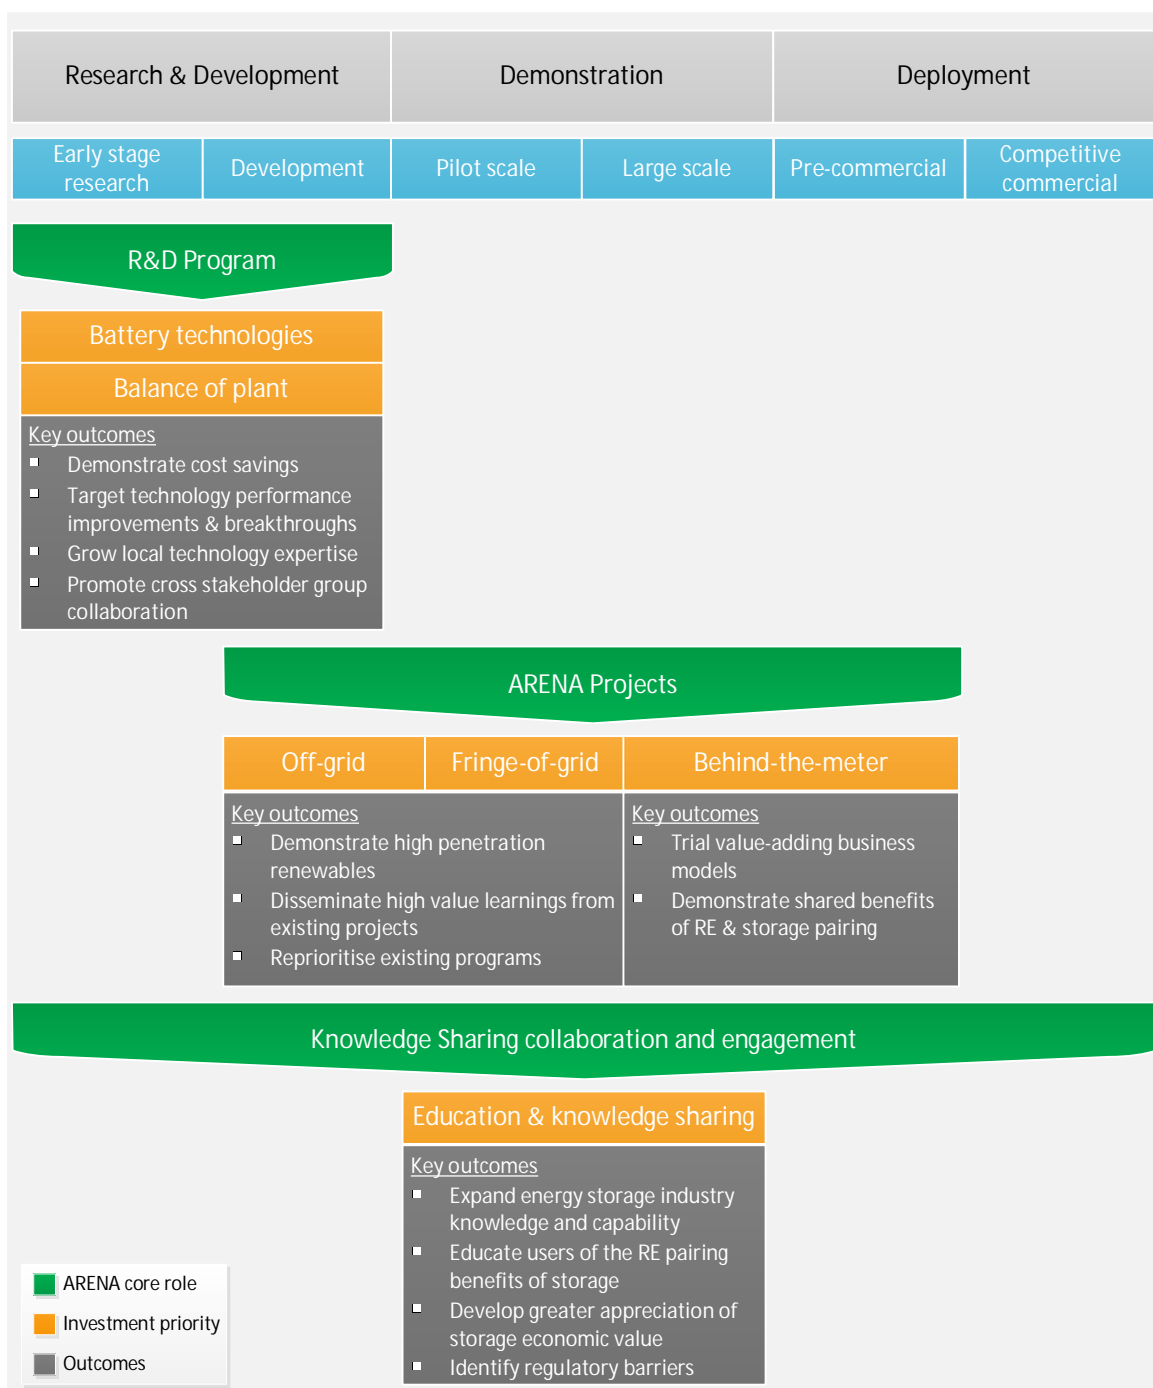 Research & Development
Demonstration
Deployment
Early stage
research
Development
Pilot scale
Large scale
Pre-commercial
Competitive
commercial
R&D Program
Battery technologies
Balance of plant
Key outcomes
Demonstrate cost savings
Target technology performance
improvements & breakthroughs
Grow local technology expertise
Promote cross stakeholder group
collaboration
ARENA Projects
Off-grid
Fringe-of-grid
Behind-the-meter
Key outcomes
Demonstrate high penetration
renewables
Disseminate high value learnings from
existing projects
Reprioritise existing programs
Key outcomes
Trial value-adding business
models
Demonstrate shared benefits
of RE & storage pairing
Knowledge Sharing collaboration and engagement
Education & knowledge sharing
Key outcomes
Expand energy storage industry
knowledge and capability
Educate users of the RE pairing
benefits of storage
Develop greater appreciation of
storage economic value
Identify regulatory barriers
ARENA core role
Investment priority
Outcomes